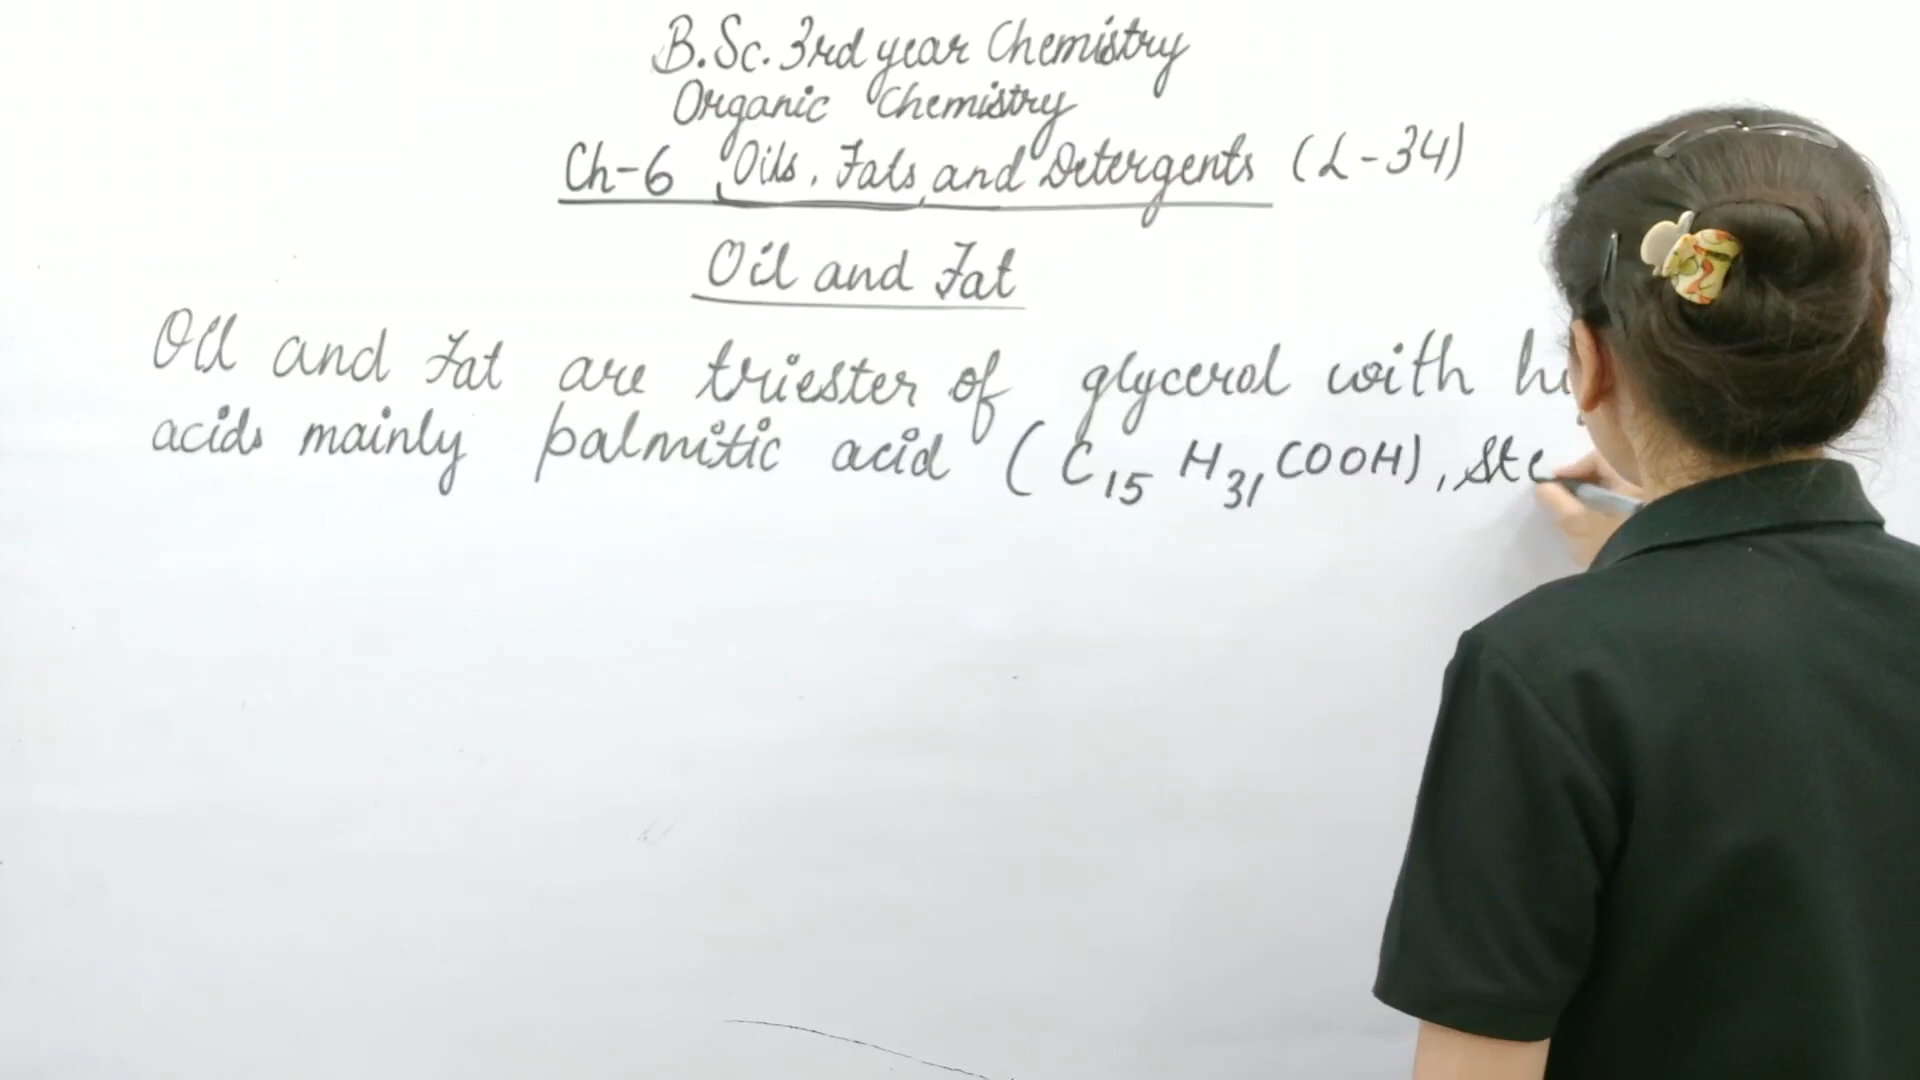 B.Sc. 3rd year Chemistry
Organic Chemistry
Ch-6 Oils, Fats and Detergents (L-34)
Oil and Fat
Oil and Fat are triester of glycerol with
acids mainly palmitic acid (C15 H31 COOH),